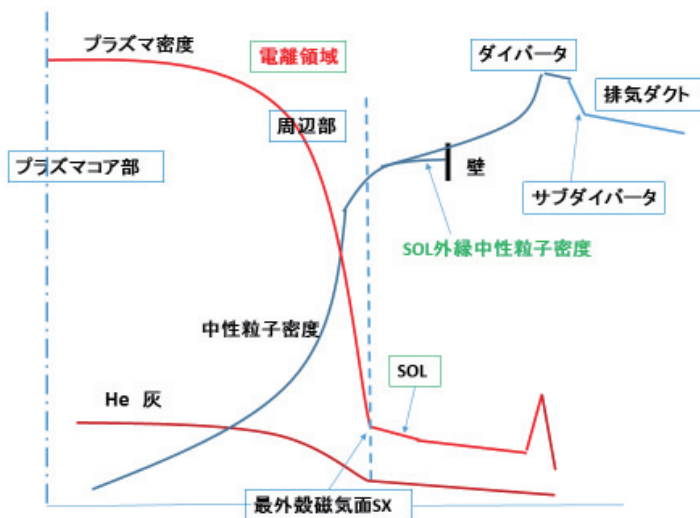 プラズマ密度
電離領域
ダイバータ
排気ダクト
周辺部
プラズマコア部
壁
サブダイバータ
SOL外縁中性粒子密度
中性粒子密度
SOL
He 灰
最外殻磁気面SX